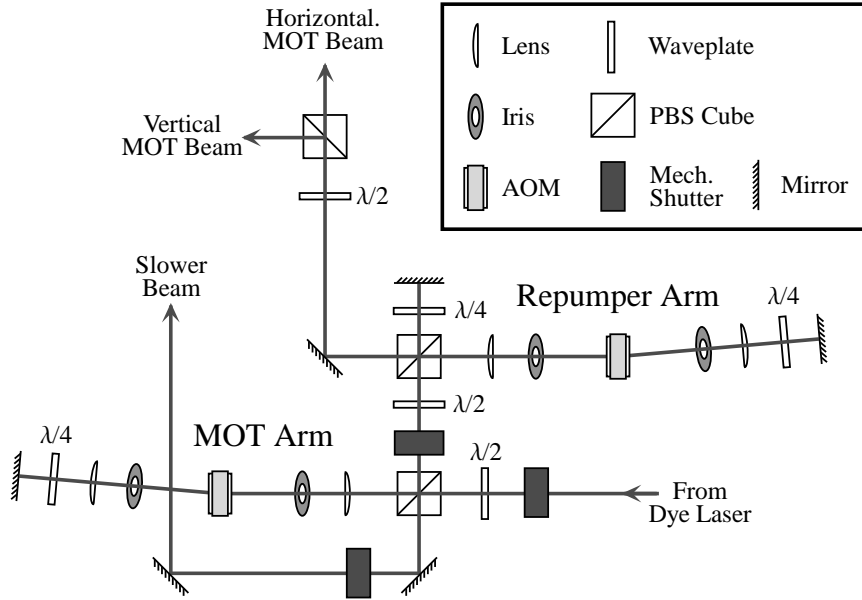 Horizontal.
MOT Beam
Vertical
MOT Beam
λ/2
Slower
Beam
λ/4
Repumper Arm
λ/4
λ/2
MOT Arm
λ/4
λ/2
From
Dye Laser
Lens
Waveplate
Iris
PBS Cube
AOM
Mech.
Shutter
Mirror